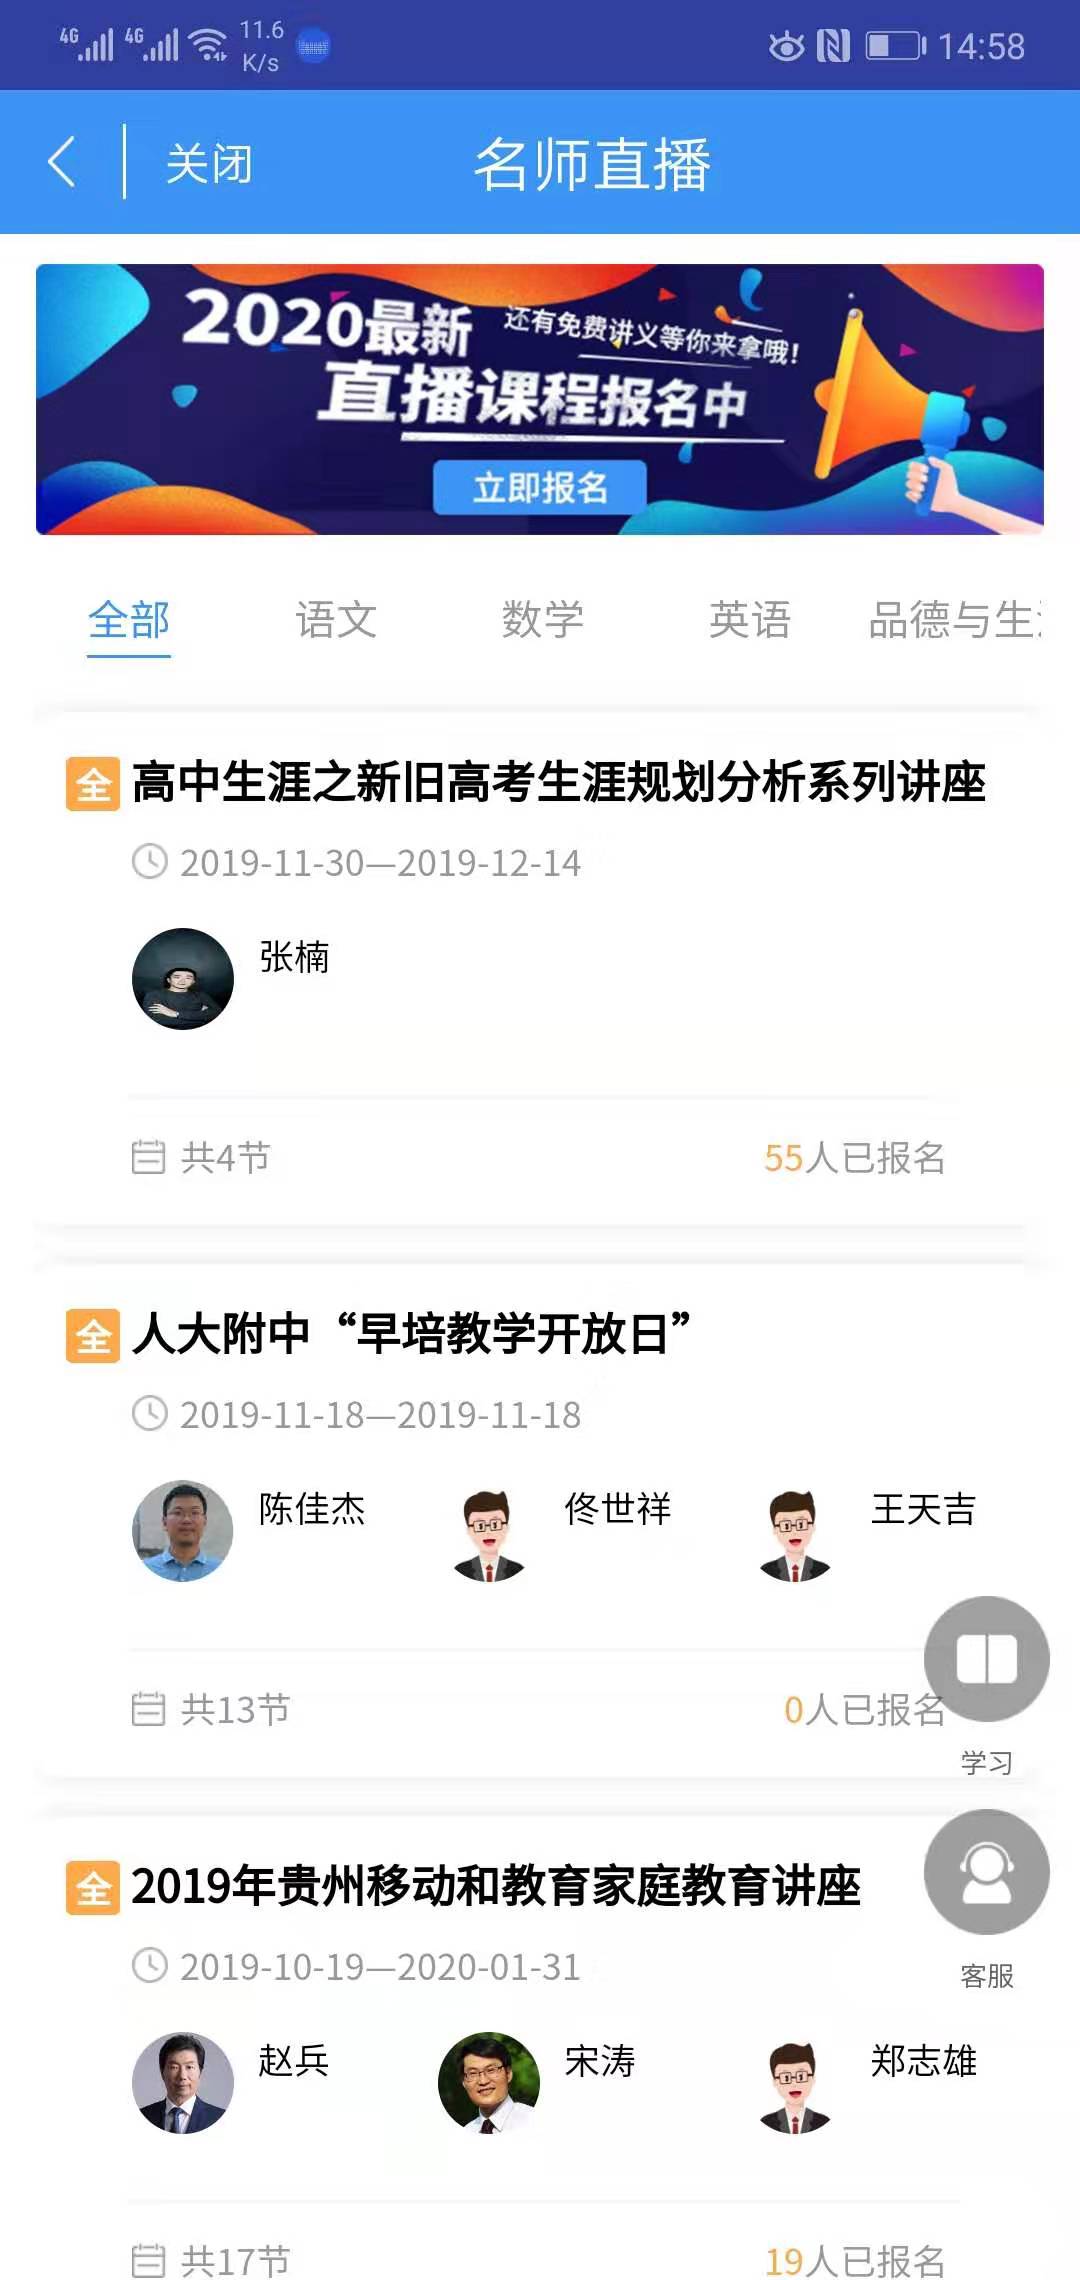 4G 4G 11.6 K/s 14:58
关闭 名师直播
2020最新 还有免费讲义等你来拿哦!
直播课程报名中
立即报名
全部 语文 数学 英语 品德与生
全 高中生涯之新旧高考生涯规划分析系列讲座
2019-11-30—2019-12-14
张楠
共4节 55人已报名
全 人大附中“早培教学开放日”
2019-11-18—2019-11-18
陈佳杰 佟世祥 王天吉
共13节 0人已报名
学习
全 2019年贵州移动和教育家庭教育讲座
2019-10-19—2020-01-31
客服
赵兵 宋涛 郑志雄
共17节 19人已报名